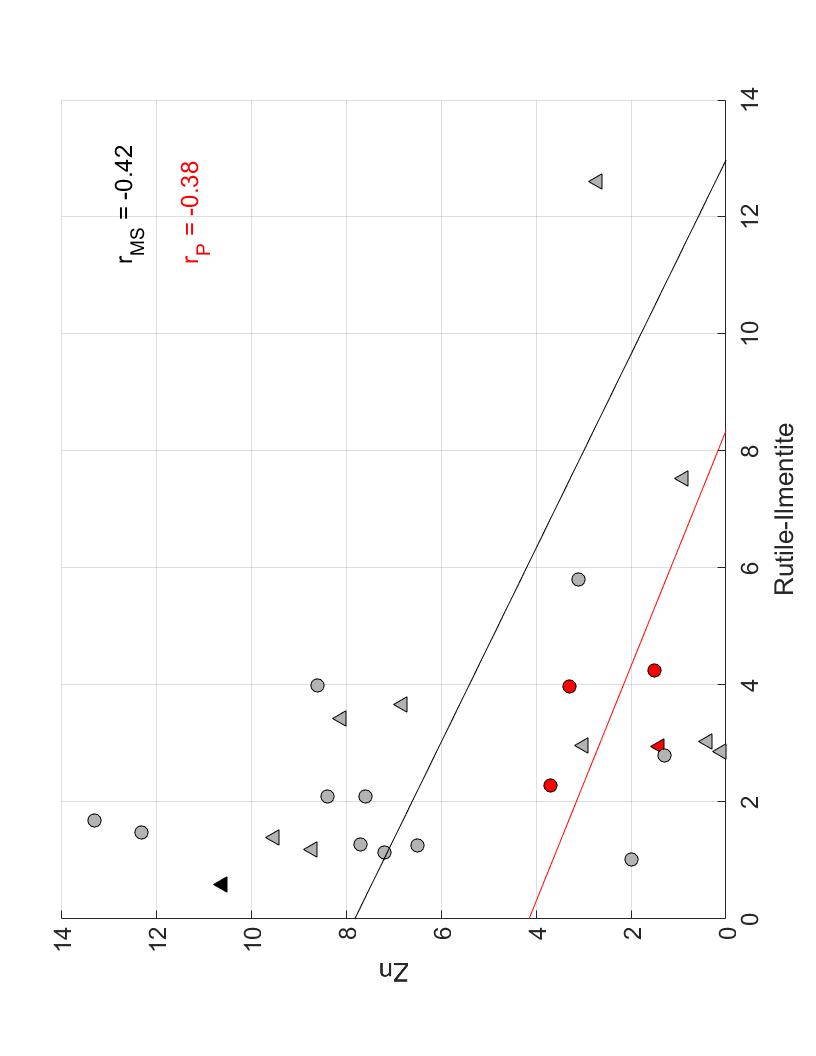 14
12
10
8
6
4
2
0
Zn
r_MS = -0.42
r_P = -0.38
0 2 4 6 8 10 12 14
Rutile-Ilmentite